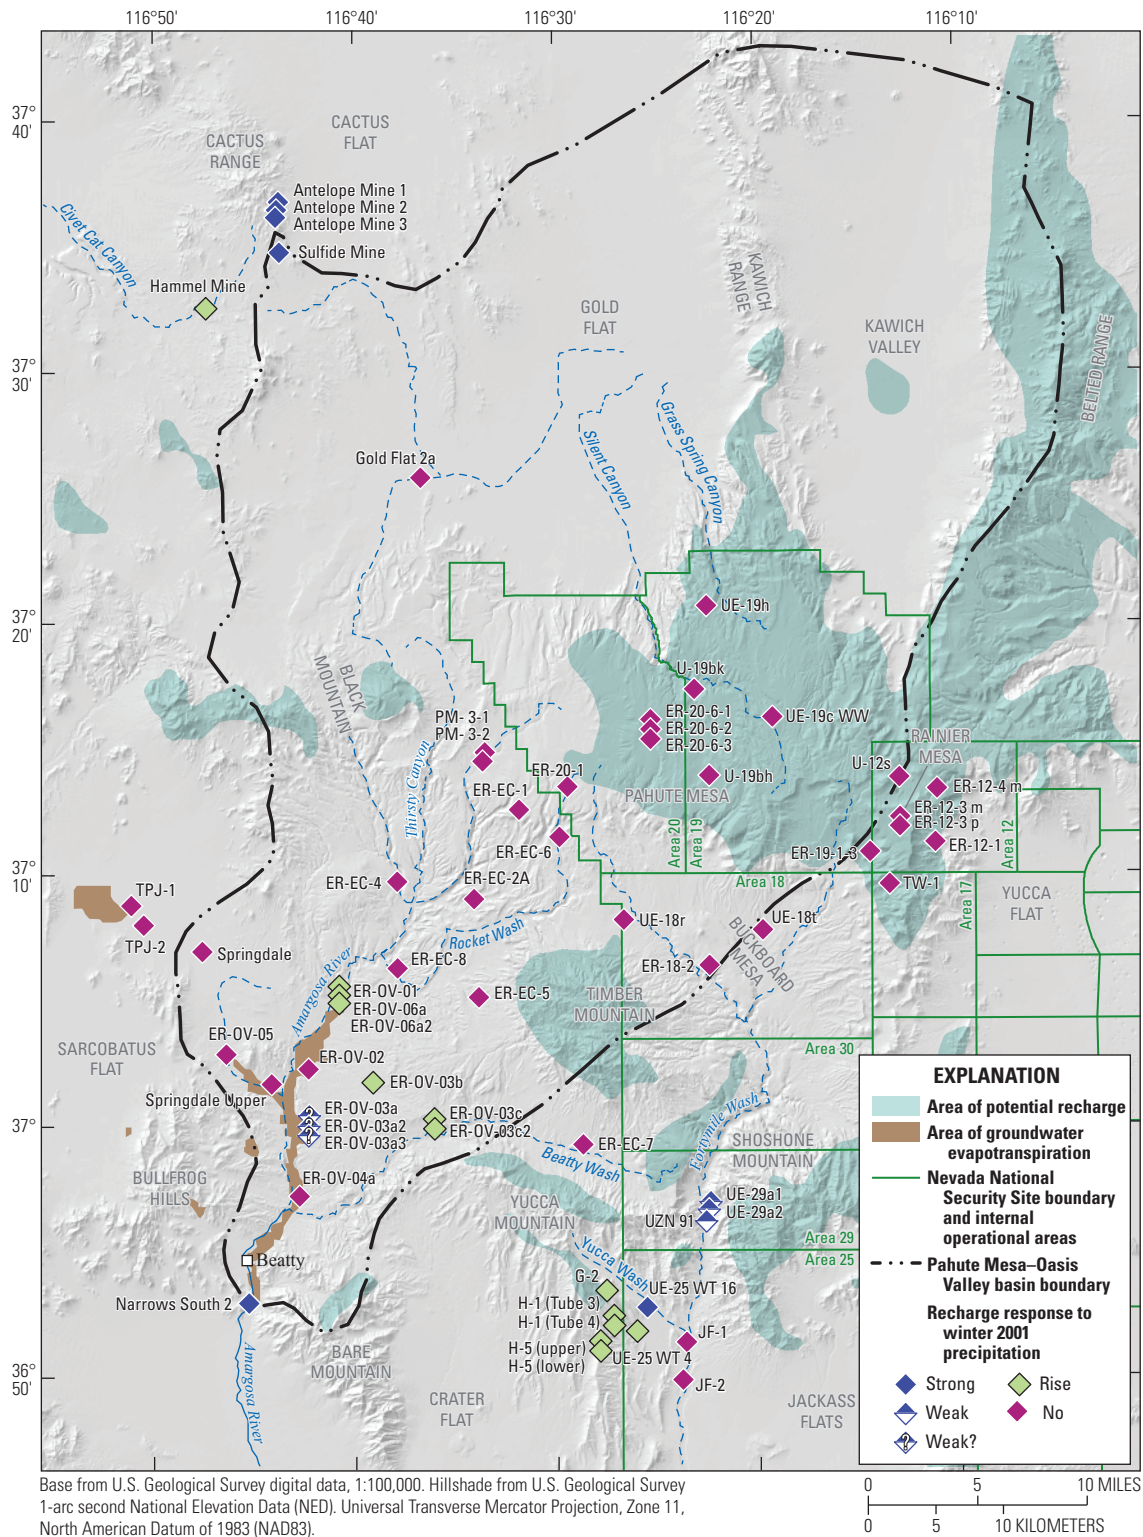 116°50'
116°40'
116°30'
116°20'
116°10'
37°
40'
CACTUS
FLAT
CACTUS
RANGE
Antelope Mine 1
Antelope Mine 2
Antelope Mine 3
Civet Cat Canyon
Sulfide Mine
Hammel Mine
KAWICH
RANGE
GOLD
FLAT
KAWICH
VALLEY
BELTED RANGE
37°
30'
Grass Spring Canyon
Silent Canyon
Gold Flat 2a
37°
20'
UE-19h
U-19bk
BLACK
MOUNTAIN
PM- 3-1
PM- 3-2
ER-20-6-1
ER-20-6-2
ER-20-6-3
UE-19c WW
RAINIER
MESA
U-12s
Thirsty Canyon
ER-20-1
U-19bh
ER-12-4 m
ER-EC-1
PAHUTE MESA
ER-12-3 m
ER-12-3 p
ER-12-1
Area 20
Area 19
Area 12
ER-EC-6
ER-19-1-3
37°
10'
ER-EC-4
ER-EC-2A
Area 18
TW-1
Area 17
YUCCA
FLAT
TPJ-1
TPJ-2
UE-18r
UE-18t
BUCKBOARD
MESA
Rocket Wash
Springdale
ER-EC-8
ER-18-2
Amargosa River
ER-OV-01
ER-OV-06a
ER-OV-06a2
ER-EC-5
TIMBER
MOUNTAIN
ER-OV-05
SARCOBATUS
FLAT
Area 30
ER-OV-02
ER-OV-03b
Springdale Upper
ER-OV-03a
ER-OV-03a2
ER-OV-03a3
ER-OV-03c
ER-OV-03c2
Fortymile Wash
37°
00'
ER-EC-7
SHOSHONE
MOUNTAIN
Beatty Wash
BULLFROG
HILLS
ER-OV-04a
YUCCA
MOUNTAIN
UE-29a1
UE-29a2
UZN 91
Area 29
Area 25
Beatty
Yucca Wash
G-2
UE-25 WT 16
Narrows South 2
H-1 (Tube 3)
H-1 (Tube 4)
JF-1
H-5 (upper)
H-5 (lower)
UE-25 WT 4
Amargosa River
BARE
MOUNTAIN
36°
50'
JF-2
CRATER
FLAT
JACKASS
FLATS
EXPLANATION
Area of potential recharge
Area of groundwater
evapotranspiration
Nevada National
Security Site boundary
and internal
operational areas
Pahute Mesa–Oasis
Valley basin boundary
Recharge response to
winter 2001
precipitation
Strong
Rise
Weak
No
Weak?
Base from U.S. Geological Survey digital data, 1:100,000. Hillshade from U.S. Geological Survey
1-arc second National Elevation Data (NED). Universal Transverse Mercator Projection, Zone 11,
North American Datum of 1983 (NAD83).
0 5 10 MILES
0 5 10 KILOMETERS